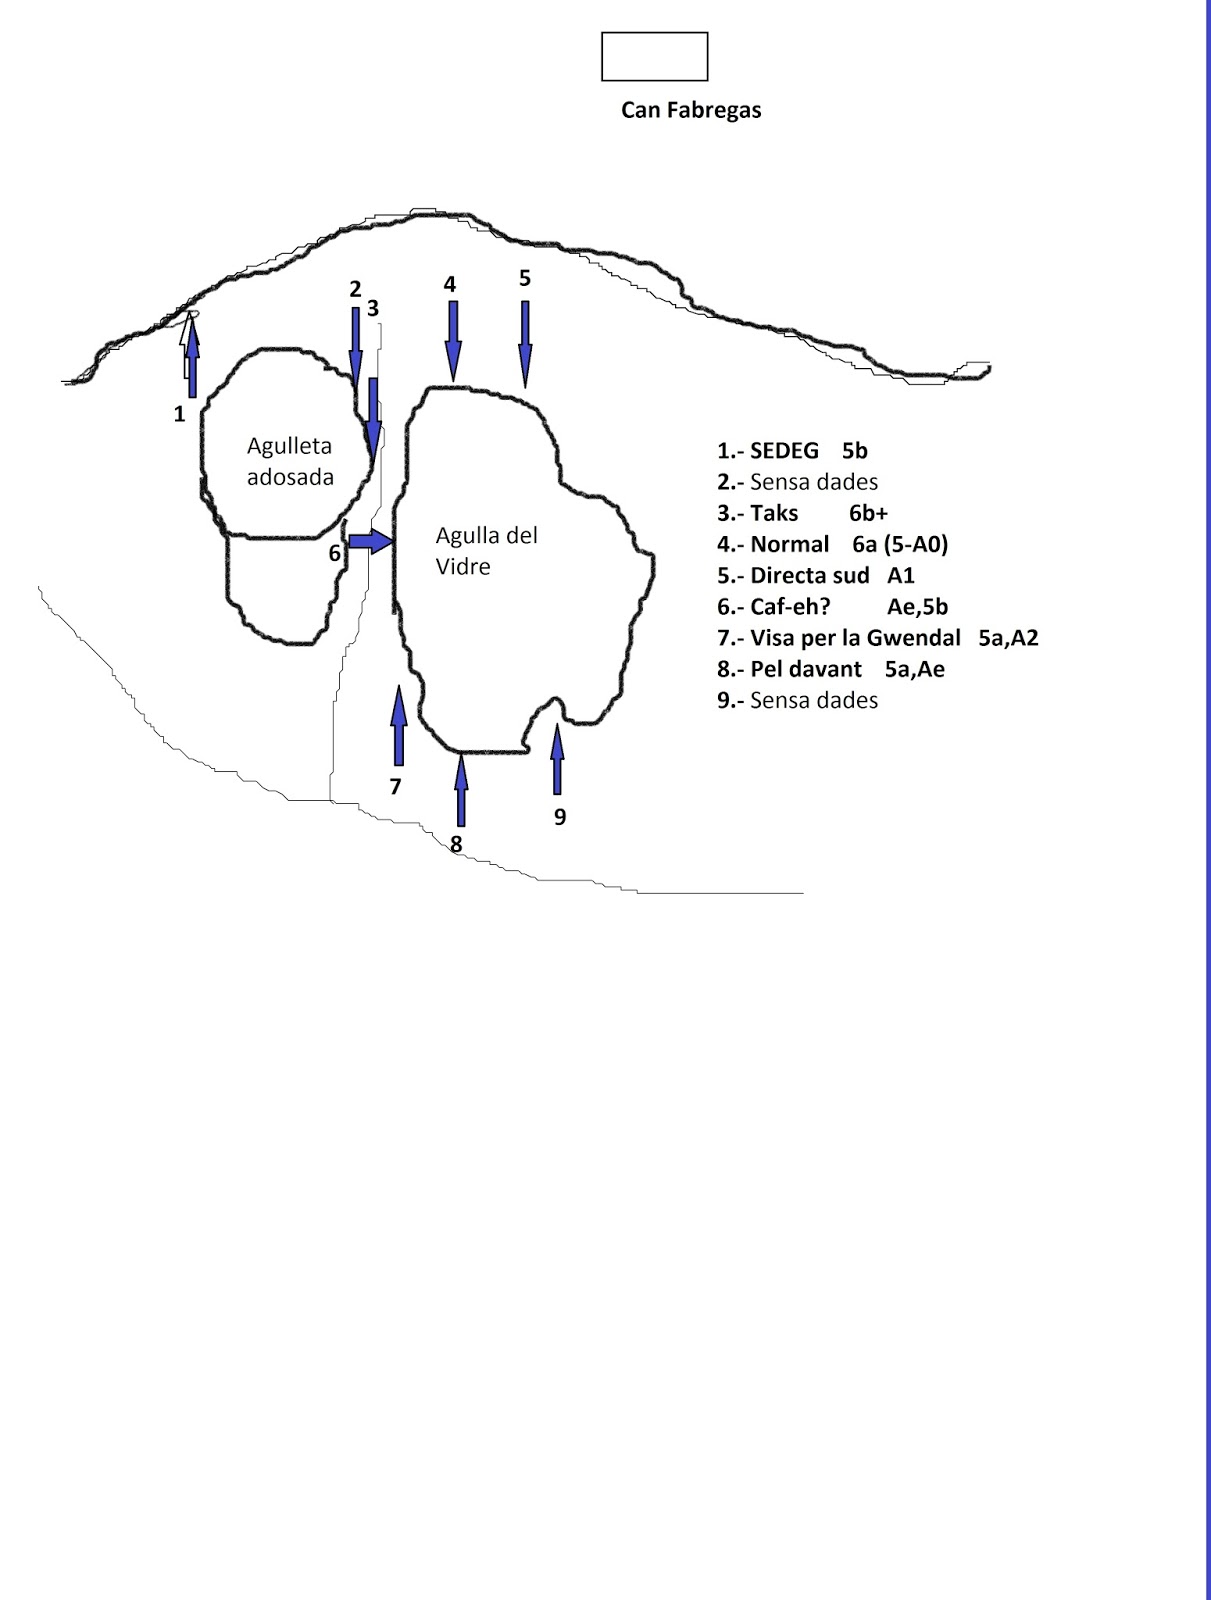 Can Fabregas
2
3
4
5
1
Agulleta
adosada
6
Agulla del
Vidre
7
8
9
1.- SEDEG 5b
2.- Sensa dades
3.- Taks 6b+
4.- Normal 6a (5-A0)
5.- Directa sud A1
6.- Caf-eh? Ae,5b
7.- Visa per la Gwendal 5a,A2
8.- Pel davant 5a,Ae
9.- Sensa dades